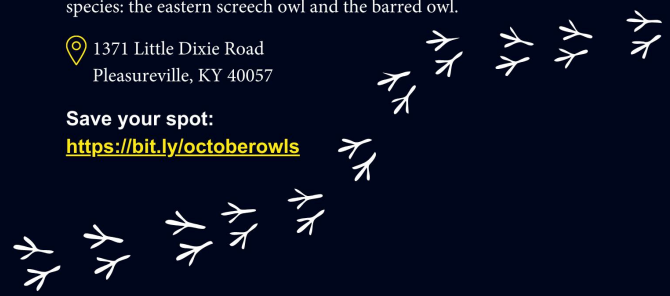 species: the eastern screech owl and the barred owl.
1371 Little Dixie Road
Pleasureville, KY 40057
Save your spot:
https://bit.ly/octoberowls